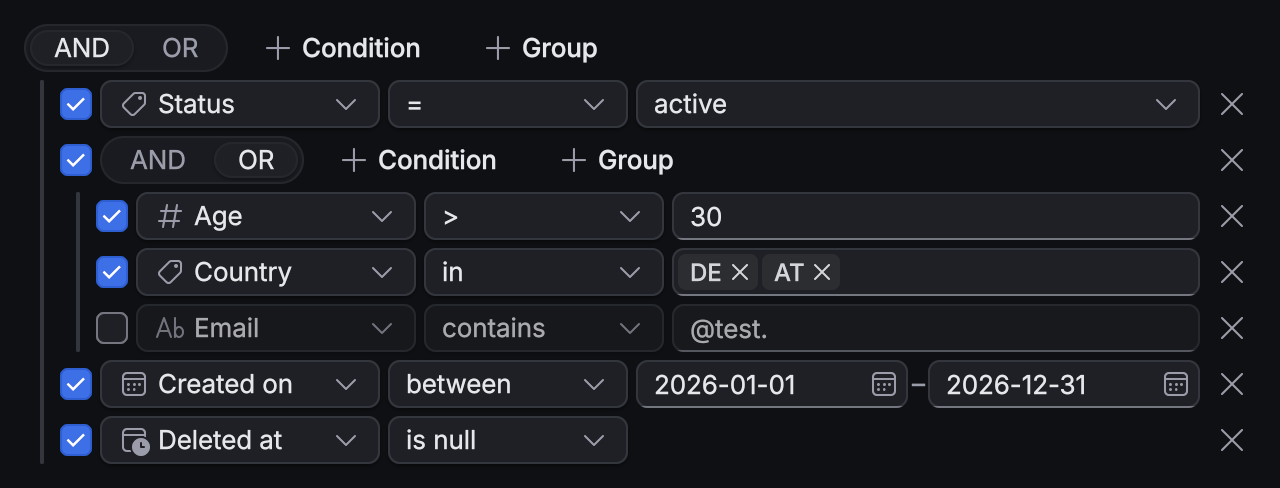 AND OR + Condition + Group
Status = active
AND OR + Condition + Group
# Age > 30
Country in DE × AT ×
Ab Email contains @test.
Created on between 2026-01-01 – 2026-12-31
Deleted at is null